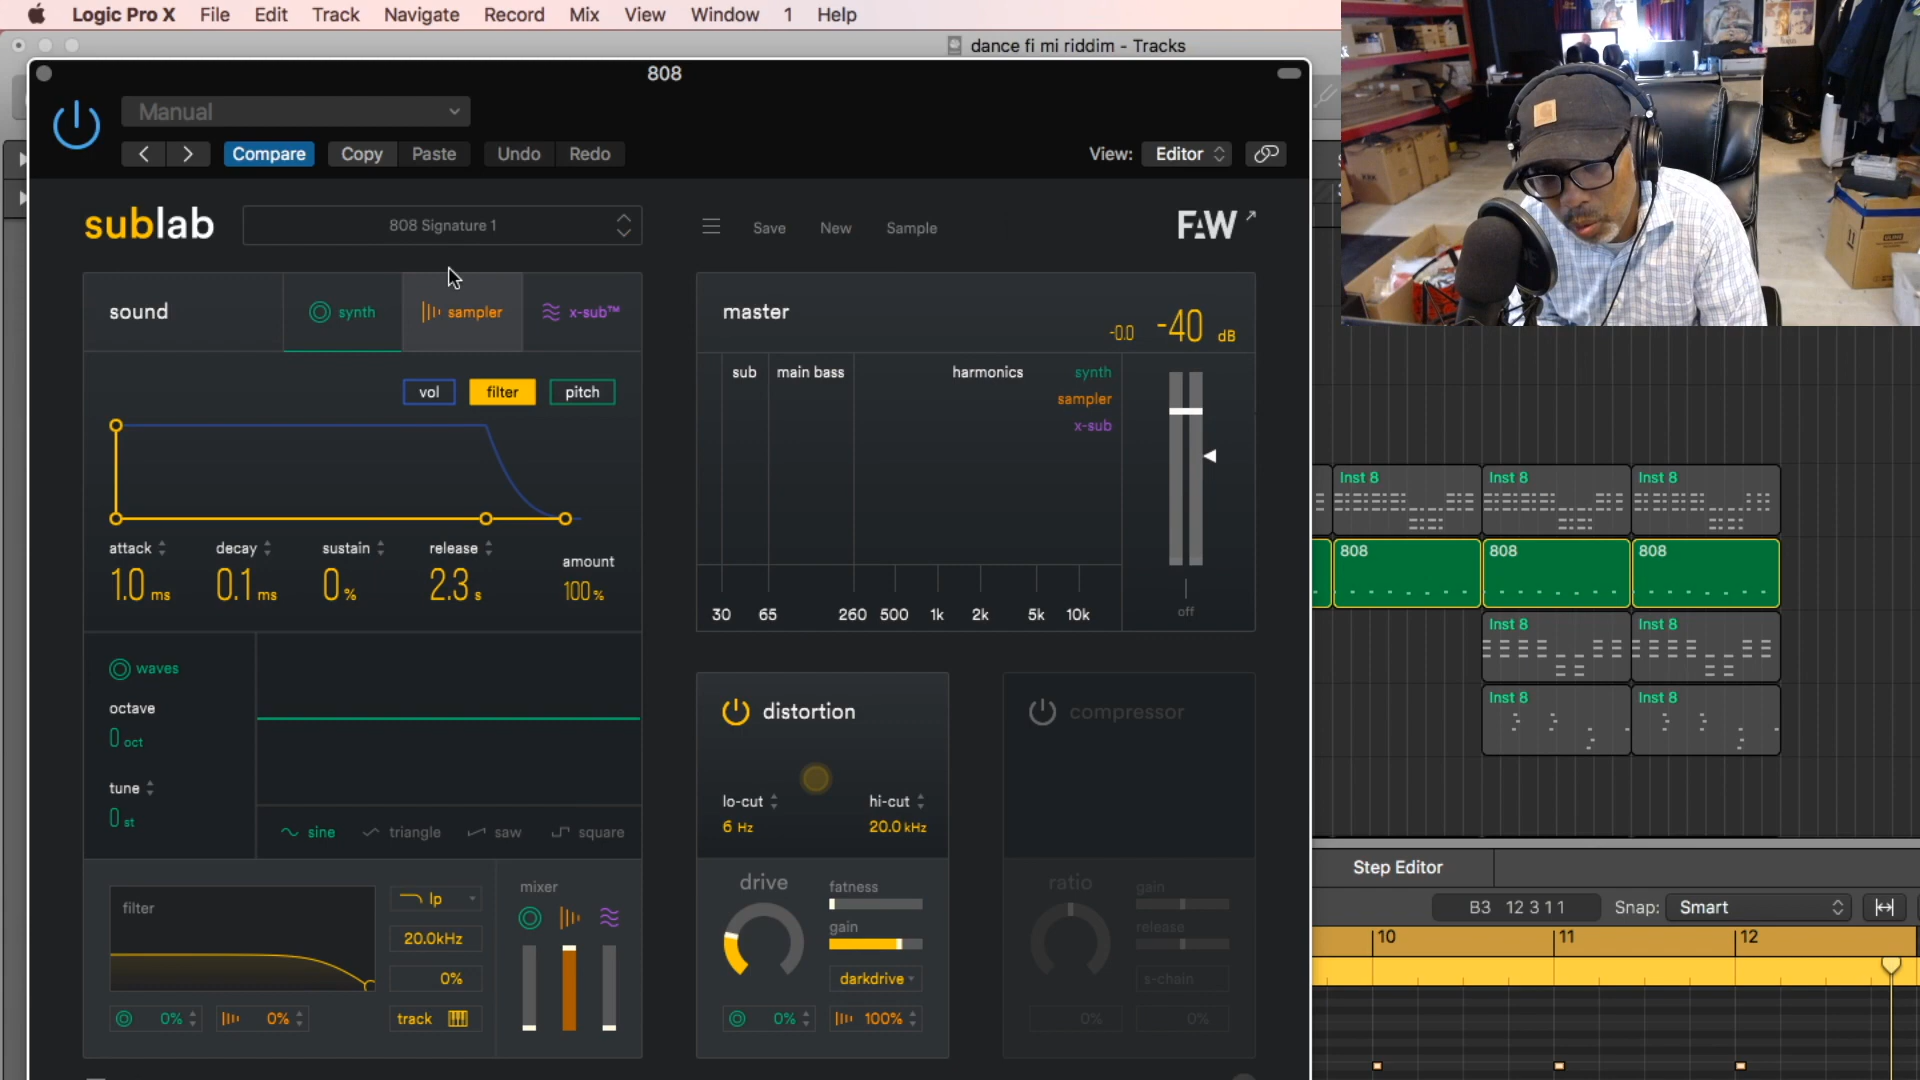 Logic Pro X File Edit Track Navigate Record Mix View Window 1 Help
dance fi mi riddim - Tracks
808
Manual
Compare Copy Paste Undo Redo View: Editor
sublab 808 Signature 1 Save New Sample FAW
sound synth sampler x-sub™
vol filter pitch
attack decay sustain release amount
1.0 ms 0.1 ms 0 % 2.3 s 100 %
waves
octave
0 oct
tune
0 st
sine triangle saw square
filter
lp
20.0kHz
0%
0% 0% track
mixer
master -0.0 -40 dB
sub main bass harmonics synth
sampler
x-sub
30 65 260 500 1k 2k 5k 10k
off
distortion
lo-cut hi-cut
6 Hz 20.0 kHz
drive fatness
gain
darkdrive
0% 100%
compressor
ratio gain
release
s-chain
0% 0%
Inst 8 Inst 8 Inst 8
808 808 808
Inst 8 Inst 8
Inst 8 Inst 8
Step Editor
B3 12 3 1 1 Snap: Smart
10 11 12